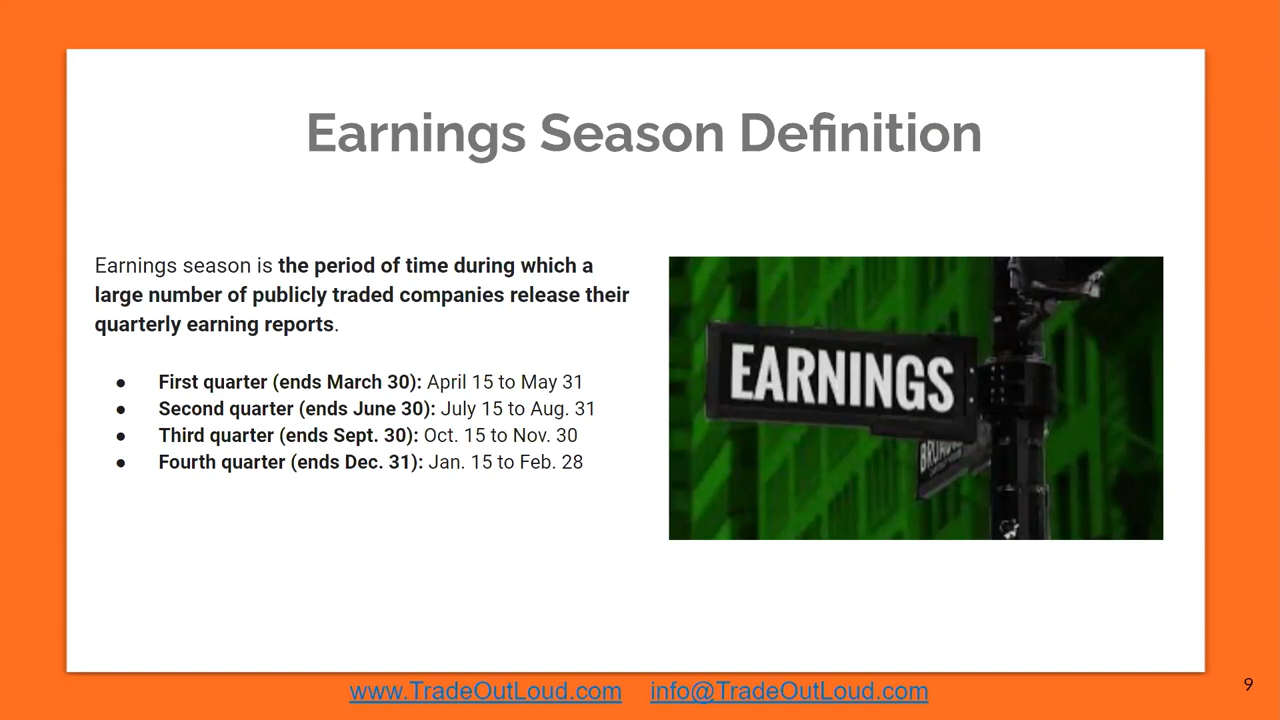 Earnings Season Definition
Earnings season is the period of time during which a
large number of publicly traded companies release their
quarterly earning reports.
● First quarter (ends March 30): April 15 to May 31
● Second quarter (ends June 30): July 15 to Aug. 31
● Third quarter (ends Sept. 30): Oct. 15 to Nov. 30
● Fourth quarter (ends Dec. 31): Jan. 15 to Feb. 28
EARNINGS
www.TradeOutLoud.com info@TradeOutLoud.com
9